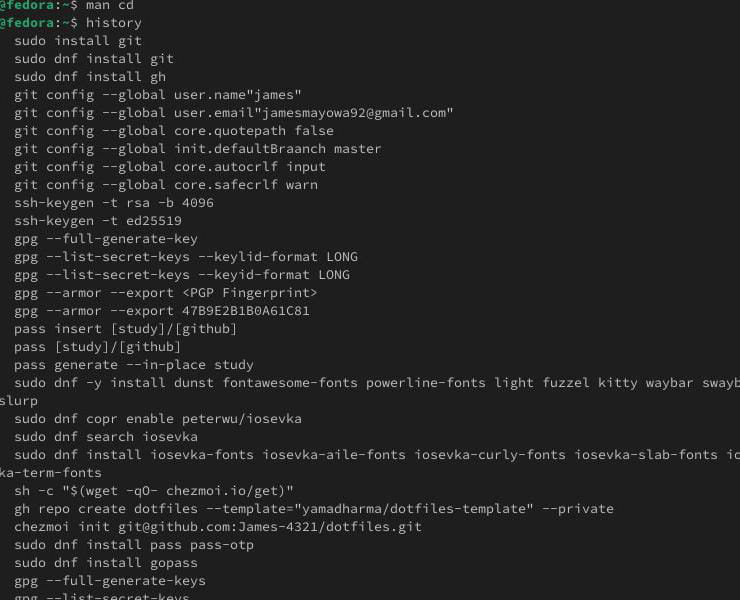 @fedora:~$ man cd
@fedora:~$ history
sudo install git
sudo dnf install git
sudo dnf install gh
git config --global user.name"james"
git config --global user.email"jamesmayowa92@gmail.com"
git config --global core.quotepath false
git config --global init.defaultBraanch master
git config --global core.autocrlf input
git config --global core.safecrlf warn
ssh-keygen -t rsa -b 4096
ssh-keygen -t ed25519
gpg --full-generate-key
gpg --list-secret-keys --keylid-format LONG
gpg --list-secret-keys --keyid-format LONG
gpg --armor --export <PGP Fingerprint>
gpg --armor --export 47B9E2B1B0A61C81
pass insert [study]/[github]
pass [study]/[github]
pass generate --in-place study
sudo dnf -y install dunst fontawesome-fonts powerline-fonts light fuzzel kitty waybar swayb
slurp
sudo dnf copr enable peterwu/iosevka
sudo dnf search iosevka
sudo dnf install iosevka-fonts iosevka-aile-fonts iosevka-curly-fonts iosevka-slab-fonts io
ka-term-fonts
sh -c "$(wget -qO- chezmoi.io/get)"
gh repo create dotfiles --template="yamadharma/dotfiles-template" --private
chezmoi init git@github.com:James-4321/dotfiles.git
sudo dnf install pass pass-otp
sudo dnf install gopass
gpg --full-generate-keys
gpg --list-secret-keys